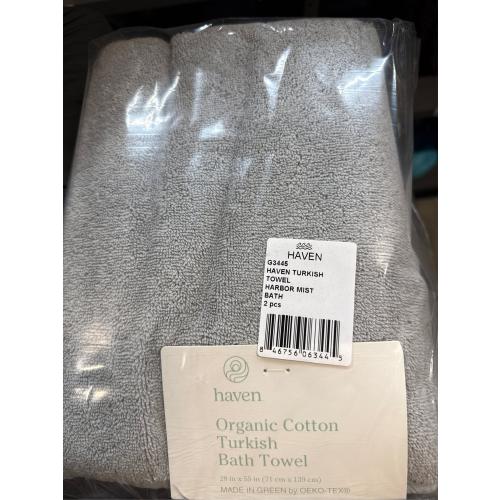 HAVEN
G3445
HAVEN TURKISH
TOWEL
HARBOR MIST
BATH
2 pcs
8 46756 06344 5
haven
Organic Cotton
Turkish
Bath Towel
28 in x 55 in (71 cm x 139 cm)
MADE IN GREEN by OEKO-TEX®